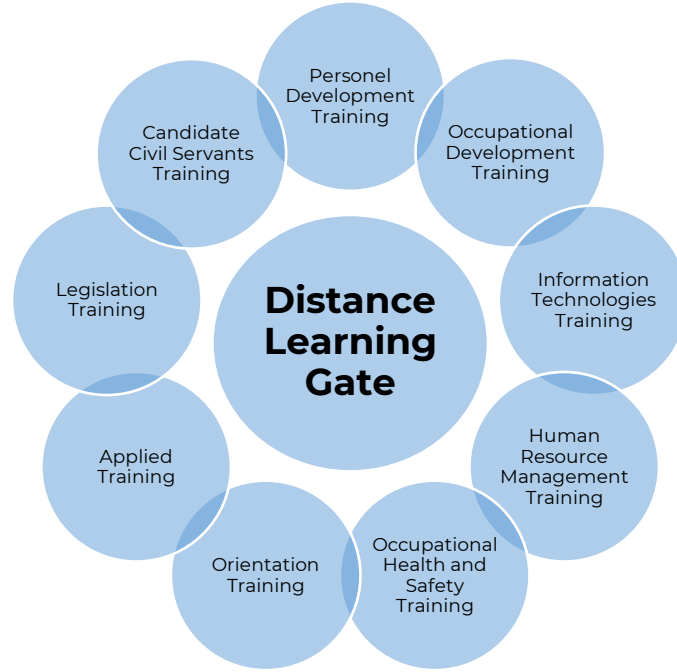 Personel
Development
Training
Occupational
Development
Training
Information
Technologies
Training
Human
Resource
Management
Training
Occupational
Health and
Safety
Training
Orientation
Training
Applied
Training
Legislation
Training
Candidate
Civil Servants
Training
Distance
Learning
Gate